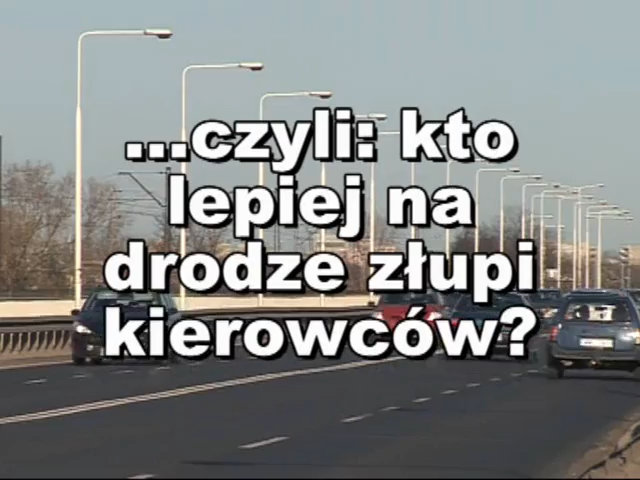 ...czyli: kto
lepiej na
drodze złupi
kierowców?